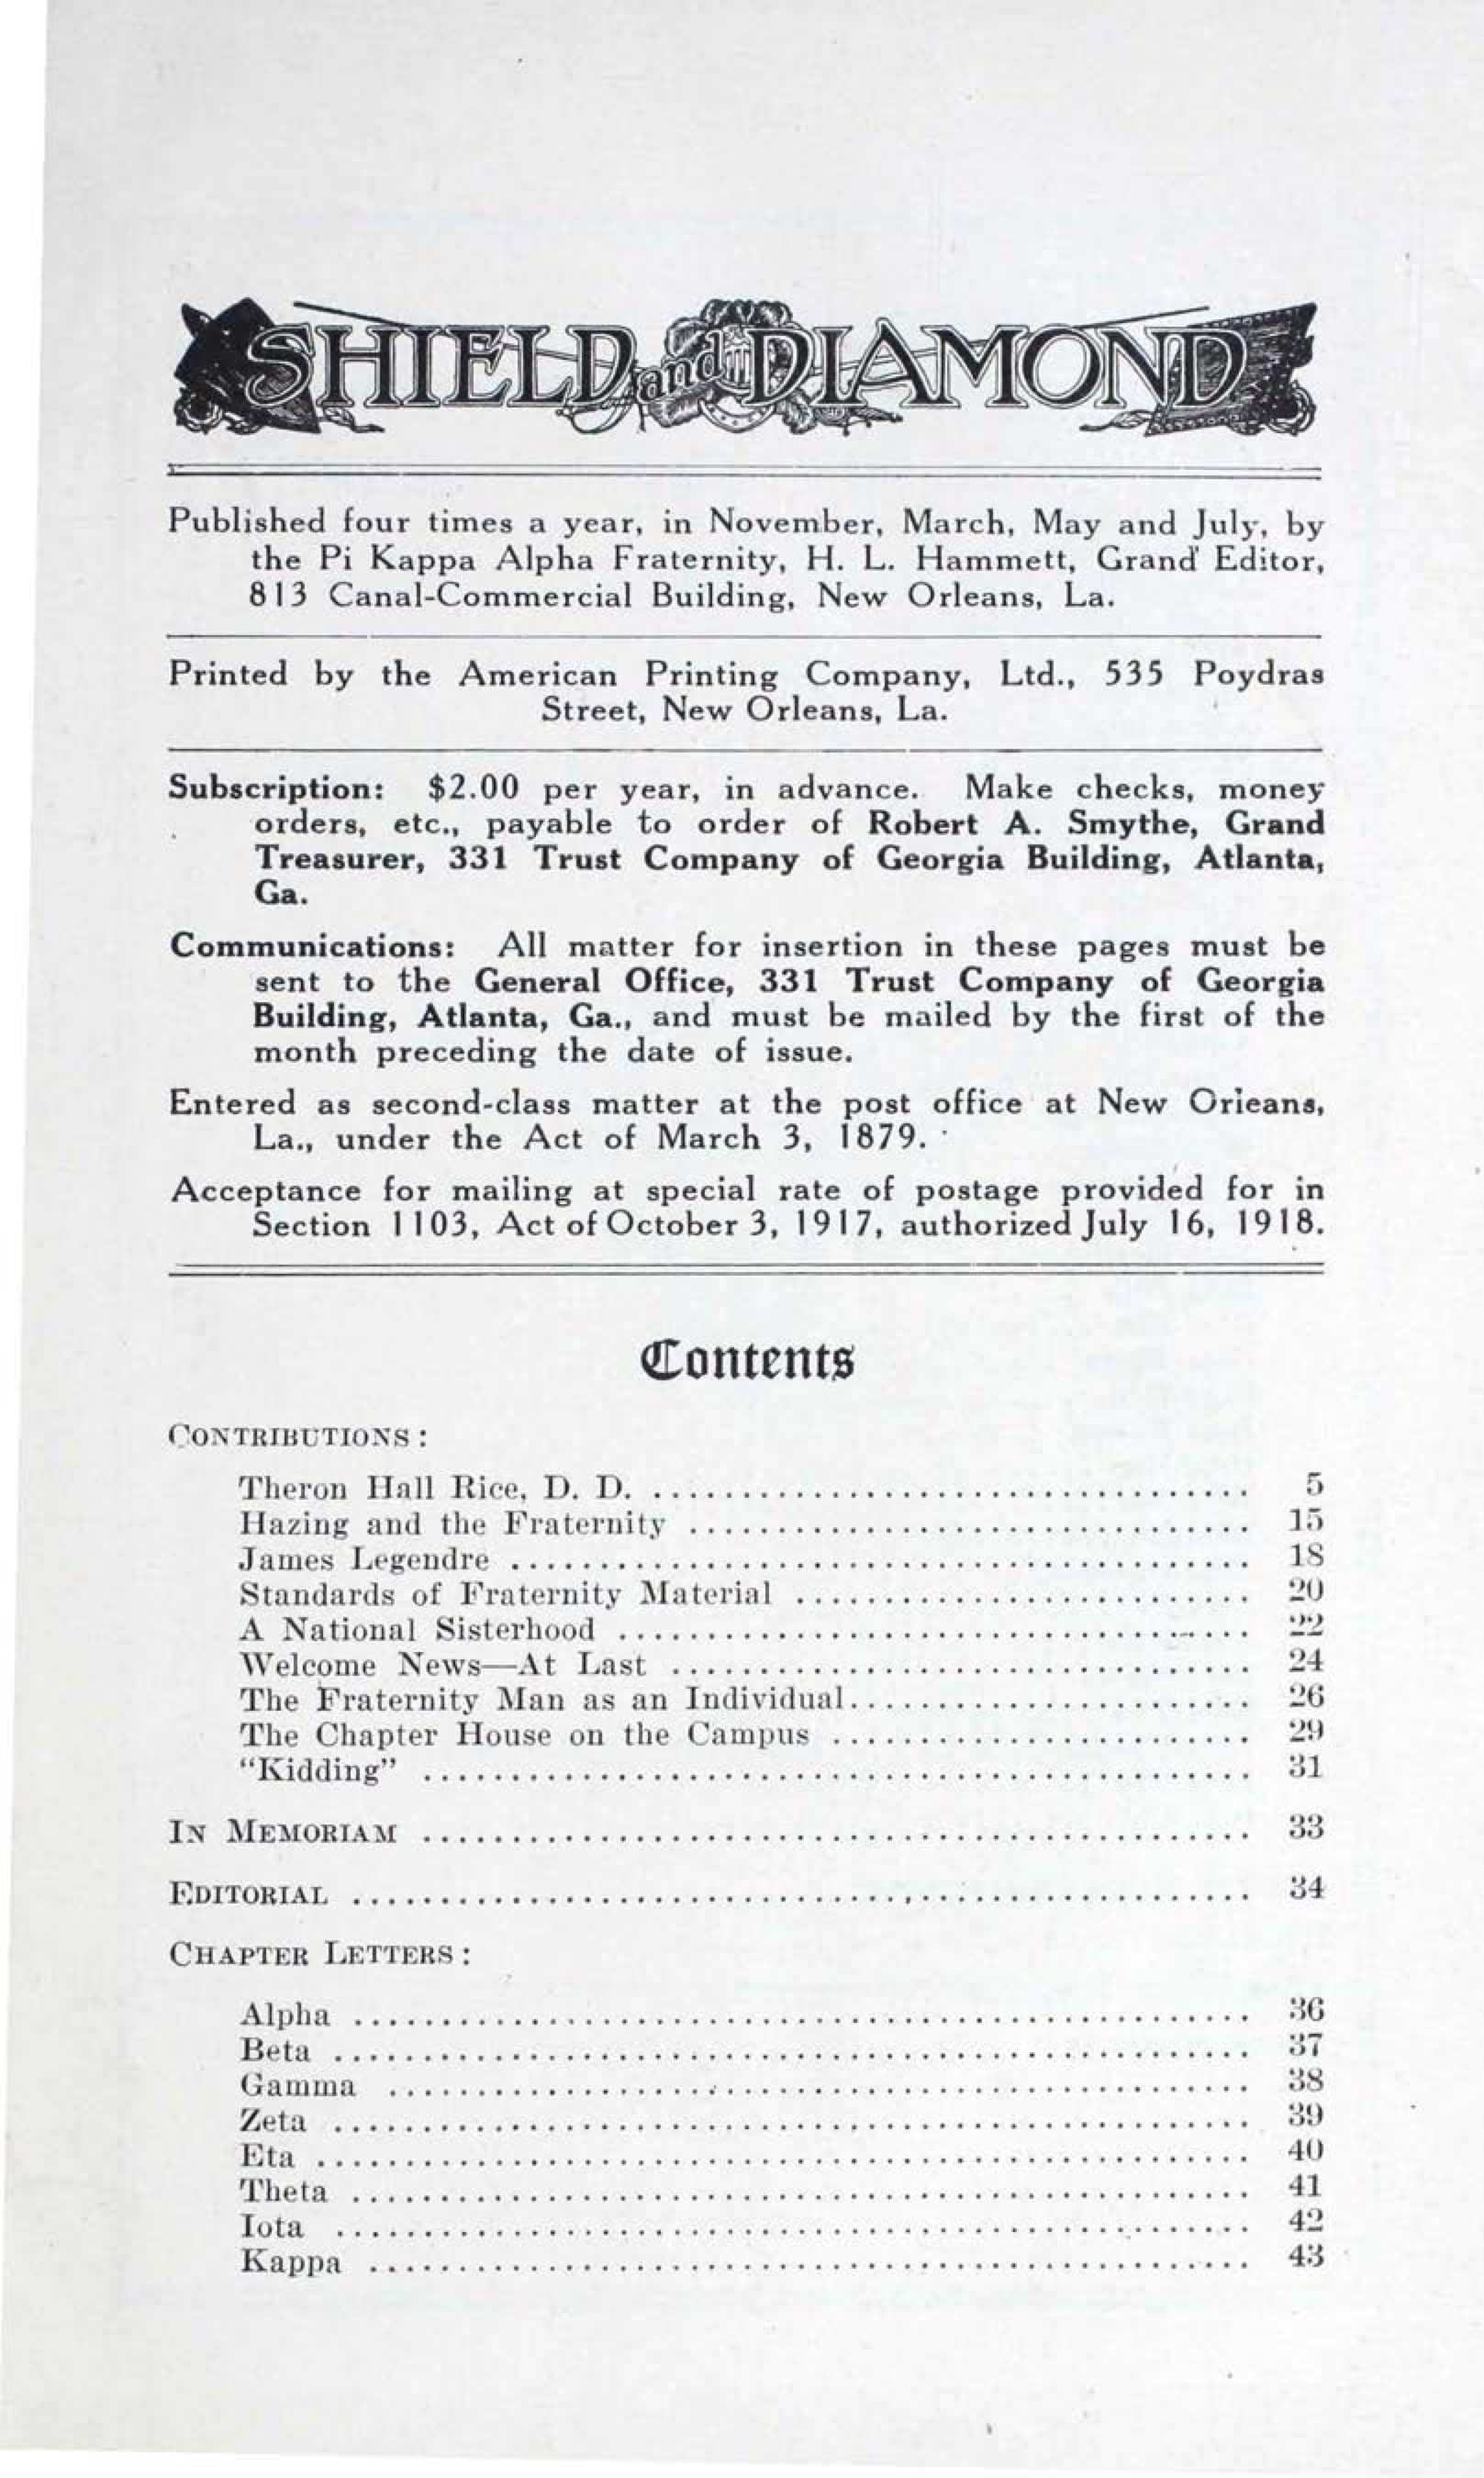 SHIELD and DIAMOND
Published four times a year, in November, March, May and July, by
the Pi Kappa Alpha Fraternity, H. L. Hammett, Grand Editor,
813 Canal-Commercial Building, New Orleans, La.
Printed by the American Printing Company, Ltd., 535 Poydras
Street, New Orleans, La.
Subscription: $2.00 per year, in advance. Make checks, money
orders, etc., payable to order of Robert A. Smythe, Grand
Treasurer, 331 Trust Company of Georgia Building, Atlanta,
Ga.
Communications: All matter for insertion in these pages must be
sent to the General Office, 331 Trust Company of Georgia
Building, Atlanta, Ga., and must be mailed by the first of the
month preceding the date of issue.
Entered as second-class matter at the post office at New Orleans,
La., under the Act of March 3, 1879.
Acceptance for mailing at special rate of postage provided for in
Section 1103, Act of October 3, 1917, authorized July 16, 1918.
Contents
CONTRIBUTIONS:
Theron Hall Rice, D. D. .................................. 5
Hazing and the Fraternity ................................ 15
James Legendre .......................................... 18
Standards of Fraternity Material .......................... 20
A National Sisterhood .................................... 22
Welcome News—At Last ................................. 24
The Fraternity Man as an Individual....................... 26
The Chapter House on the Campus ........................ 29
"Kidding" ............................................... 31
IN MEMORIAM ............................................... 33
EDITORIAL ................................................... 34
CHAPTER LETTERS:
Alpha ................................................... 36
Beta .................................................... 37
Gamma ................................................. 38
Zeta .................................................... 39
Eta ..................................................... 40
Theta ................................................... 41
Iota .................................................... 42
Kappa .................................................. 43